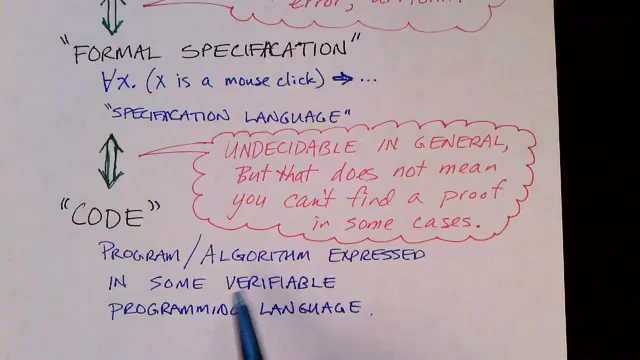 error,
"FORMAL SPECIFICATION"
∀x. (x is a mouse click) ⇒ ...
"SPECIFICATION LANGUAGE"
UNDECIDABLE IN GENERAL,
But that does not mean
you can't find a proof
in some cases.
"CODE"
PROGRAM/ALGORITHM EXPRESSED
IN SOME VERIFIABLE
PROGRAMMING LANGUAGE.